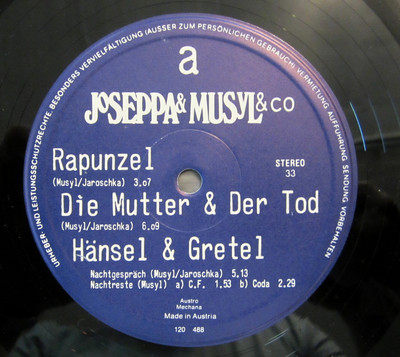 URHEBER UND LEISTUNGSSCHUTZRECHTE, BESONDERS VERVIELFÄLTIGUNG (AUSSER ZUM PERSÖNLICHEN GEBRAUCH), VERMIETUNG AUFFÜHRUNG SENDUNG VORBEHALTEN
a
JOSEPPA & MUSYL & CO
Rapunzel
STEREO
(Musyl/Jaroschka) 3.07
33
Die Mutter & Der Tod
(Musyl/Jaroschka) 6.09
Hänsel & Gretel
Nachtgespräch (Musyl/Jaroschka) 5.13
Nachtreste (Musyl) a) C.F. 1.53 b) Coda 2.29
Austro
Mechana
Made in Austria
120 488